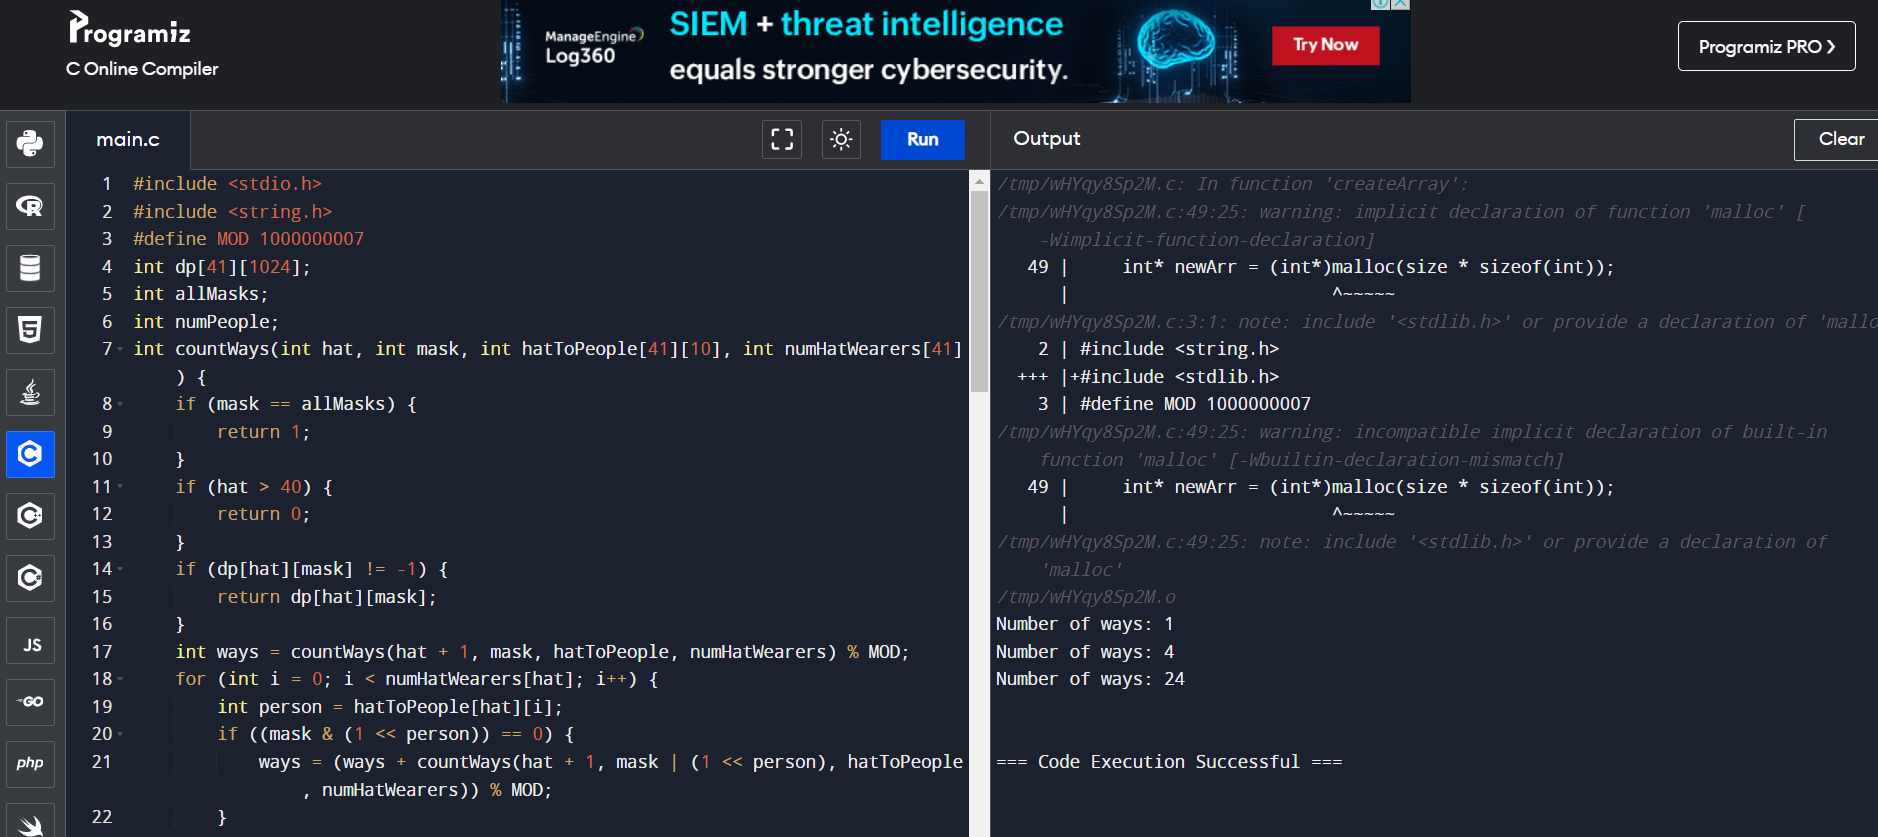 Programiz
C Online Compiler
ManageEngine
Log360
SIEM + threat intelligence
equals stronger cybersecurity.
Try Now
Programiz PRO ❯
main.c
Run
Output
Clear
1 #include <stdio.h>
2 #include <string.h>
3 #define MOD 1000000007
4 int dp[41][1024];
5 int allMasks;
6 int numPeople;
7 int countWays(int hat, int mask, int hatToPeople[41][10], int numHatWearers[41]
) {
8 if (mask == allMasks) {
9 return 1;
10 }
11 if (hat > 40) {
12 return 0;
13 }
14 if (dp[hat][mask] != -1) {
15 return dp[hat][mask];
16 }
17 int ways = countWays(hat + 1, mask, hatToPeople, numHatWearers) % MOD;
18 for (int i = 0; i < numHatWearers[hat]; i++) {
19 int person = hatToPeople[hat][i];
20 if ((mask & (1 << person)) == 0) {
21 ways = (ways + countWays(hat + 1, mask | (1 << person), hatToPeople
, numHatWearers)) % MOD;
22 }
/tmp/wHYqy8Sp2M.c: In function 'createArray':
/tmp/wHYqy8Sp2M.c:49:25: warning: implicit declaration of function 'malloc' [
-Wimplicit-function-declaration]
49 | int* newArr = (int*)malloc(size * sizeof(int));
| ^~~~~~
/tmp/wHYqy8Sp2M.c:3:1: note: include '<stdlib.h>' or provide a declaration of 'mallo
2 | #include <string.h>
+++ |+#include <stdlib.h>
3 | #define MOD 1000000007
/tmp/wHYqy8Sp2M.c:49:25: warning: incompatible implicit declaration of built-in
function 'malloc' [-Wbuiltin-declaration-mismatch]
49 | int* newArr = (int*)malloc(size * sizeof(int));
| ^~~~~~
/tmp/wHYqy8Sp2M.c:49:25: note: include '<stdlib.h>' or provide a declaration of
'malloc'
/tmp/wHYqy8Sp2M.o
Number of ways: 1
Number of ways: 4
Number of ways: 24
=== Code Execution Successful ===
R
5
C
C
C
JS
GO
php